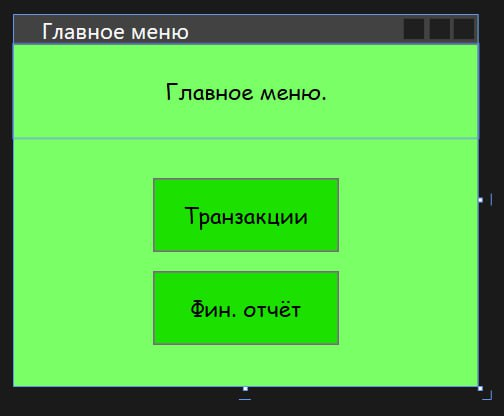 Главное меню
Главное меню.
Транзакции
Фин. отчёт